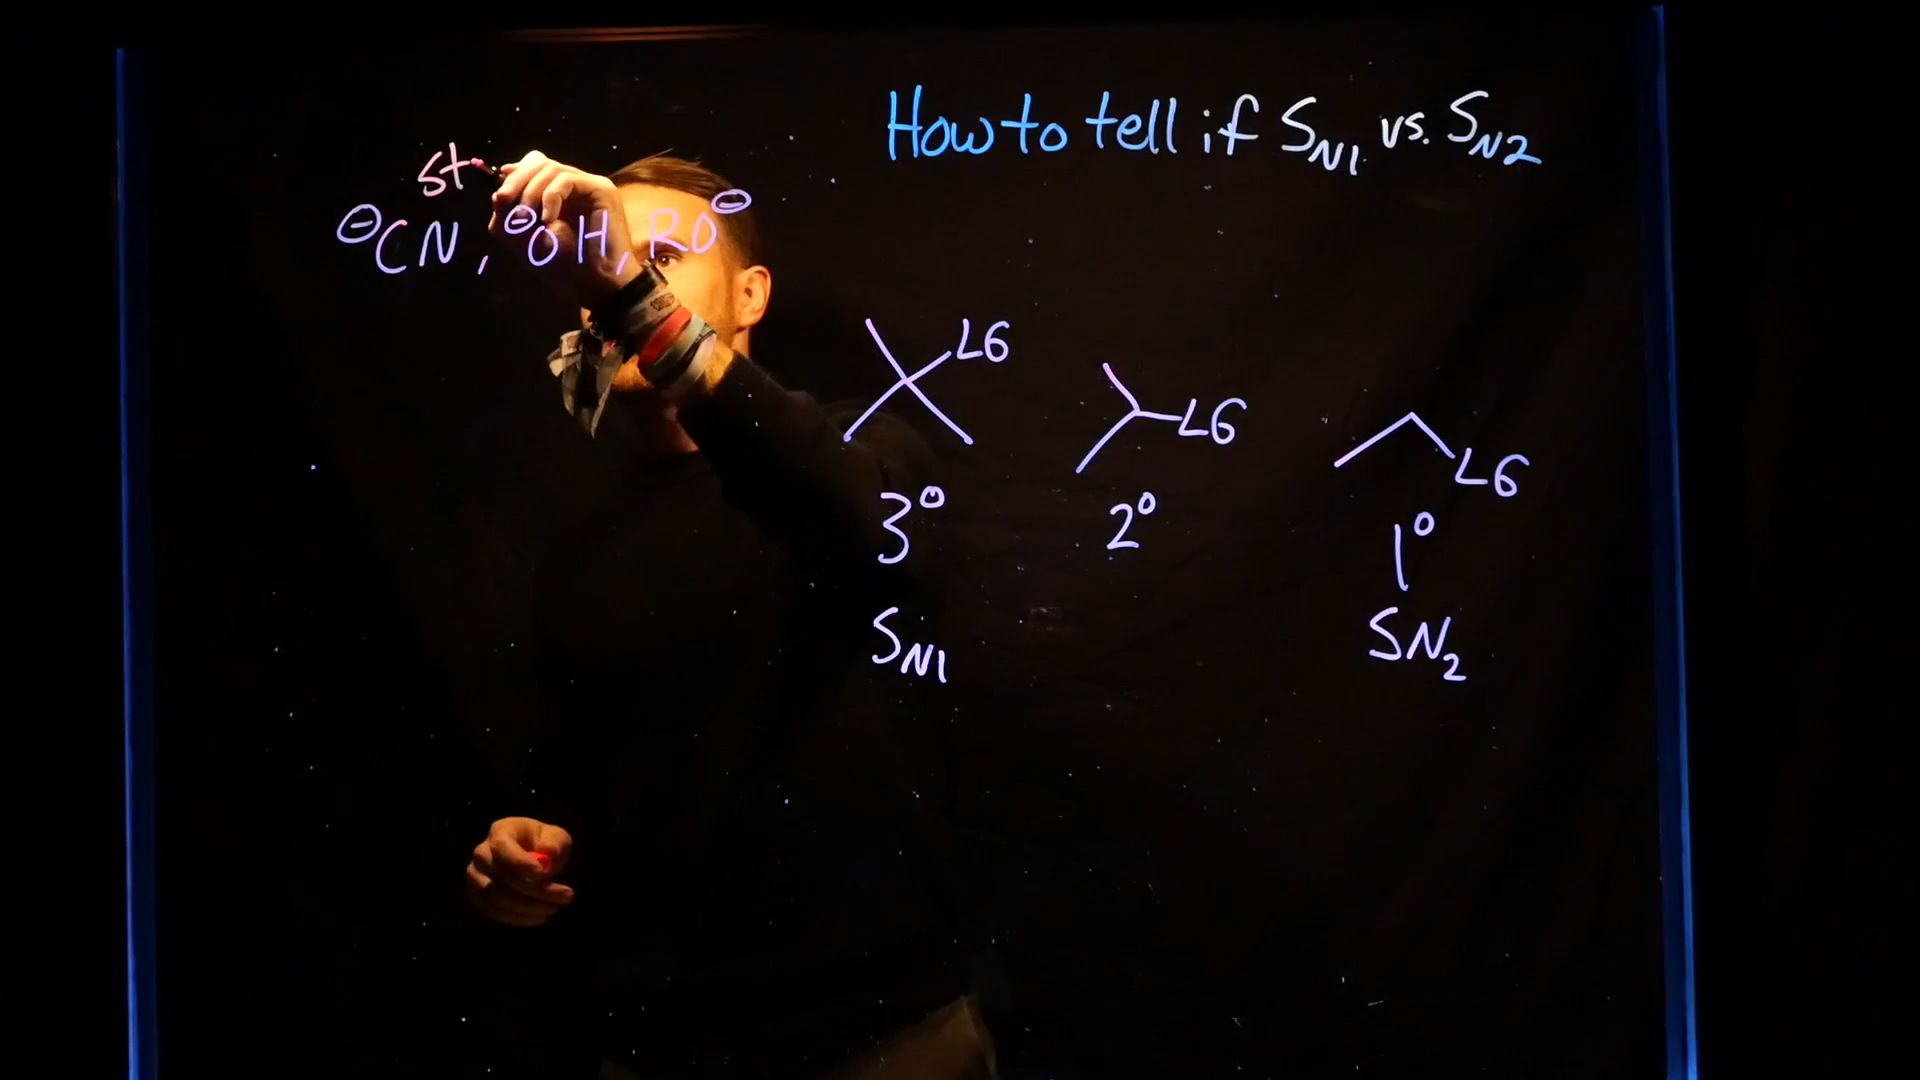 How to tell if SN1 vs. SN2
st
⊖CN, ⊖OH, RO⊖
LG
LG
LG
3° 2° 1°
SN1 SN2